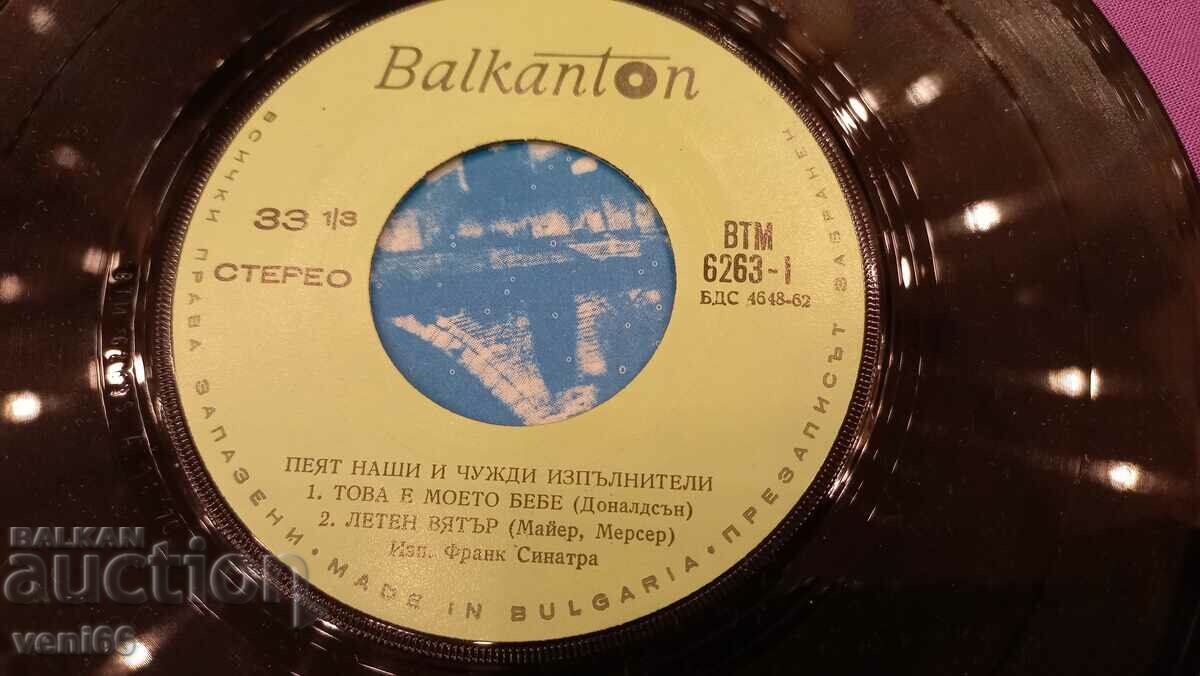 Balkanton
33 1/3
СТЕРЕО
ВТМ
6263-1
БДС 4648-62
ПЕЯТ НАШИ И ЧУЖДИ ИЗПЪЛНИТЕЛИ
1. ТОВА Е МОЕТО БЕБЕ (Доналдсън)
2. ЛЕТЕН ВЯТЪР (Майер, Мерсер)
Изп. Франк Синатра
ВСИЧКИ ПРАВА ЗАПАЗЕНИ • MADE IN BULGARIA • ПРЕЗАПИСЪТ ЗАБРАНЕН
BALKAN
auction
veni66